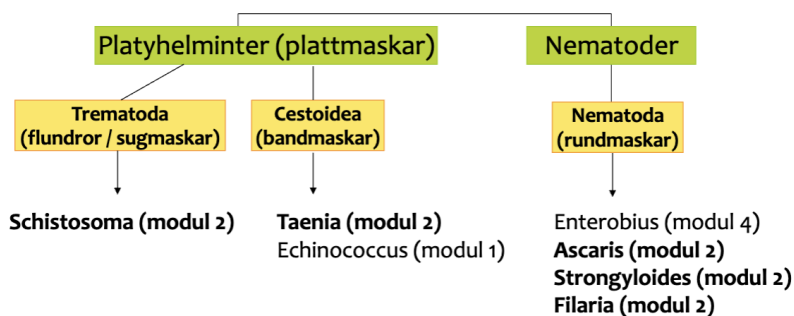 Platyhelminter (plattmaskar)
Nematoder
Trematoda
(flundror / sugmaskar)
Cestoidea
(bandmaskar)
Nematoda
(rundmaskar)
Schistosoma (modul 2)
Taenia (modul 2)
Echinococcus (modul 1)
Enterobius (modul 4)
Ascaris (modul 2)
Strongyloides (modul 2)
Filaria (modul 2)